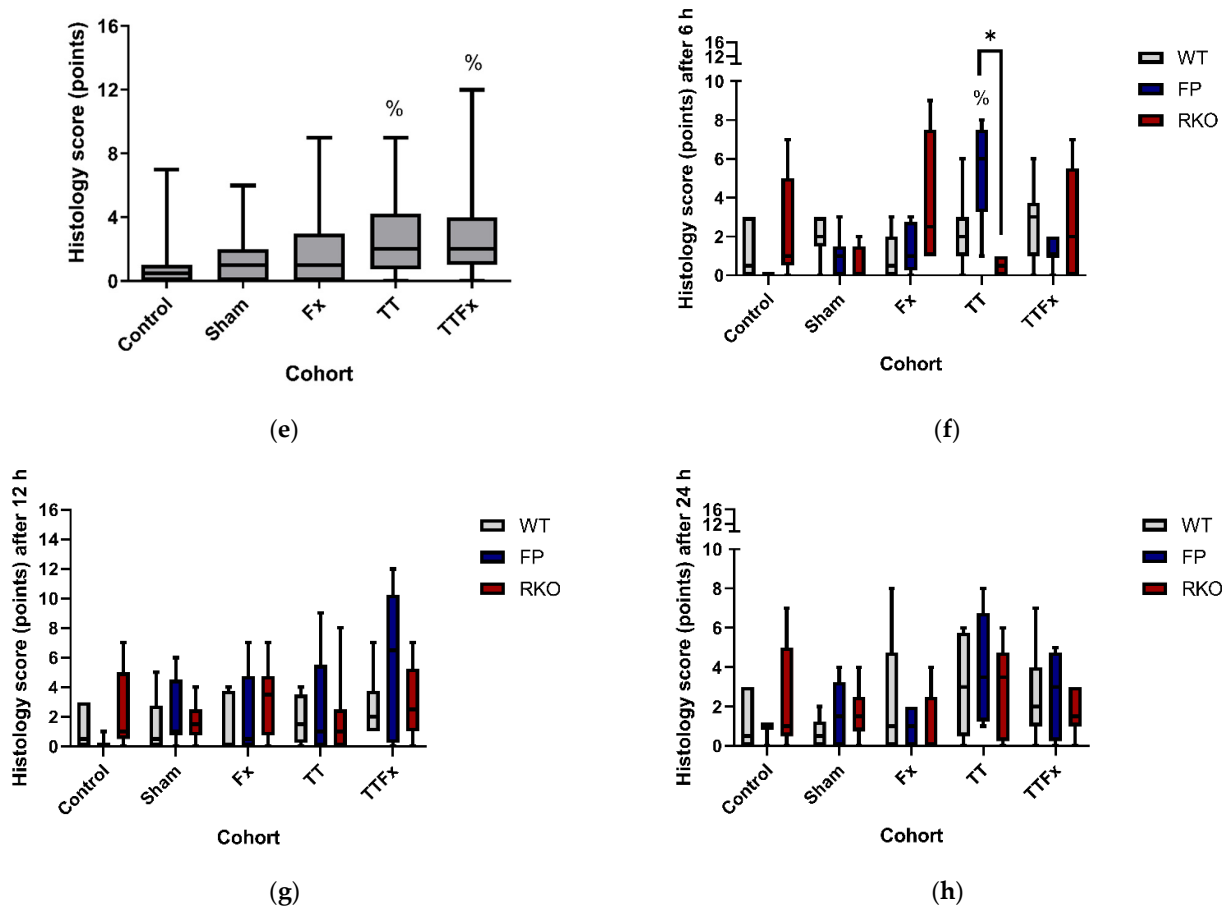 Histology score (points)
16
12
8
4
0
%
%
Control
Sham
Fx
TT
TTFx
Cohort
(e)
Histology score (points) after 6 h
16
12
10
8
6
4
2
0
*
%
WT
FP
RKO
Control
Sham
Fx
TT
TTFx
Cohort
(f)
Histology score (points) after 12 h
16
14
12
10
8
6
4
2
0
WT
FP
RKO
Control
Sham
Fx
TT
TTFx
Cohort
(g)
Histology score (points) after 24 h
16
12
10
8
6
4
2
0
WT
FP
RKO
Control
Sham
Fx
TT
TTFx
Cohort
(h)